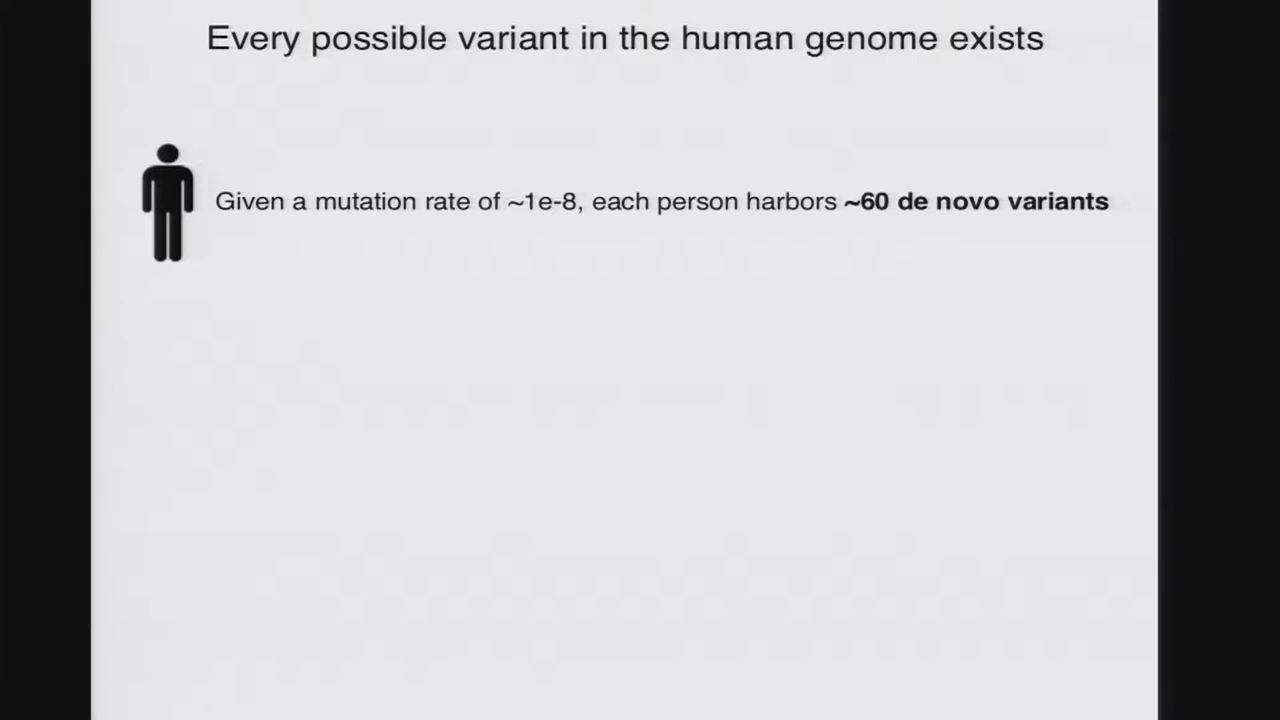 Every possible variant in the human genome exists
Given a mutation rate of ~1e-8, each person harbors ~60 de novo variants